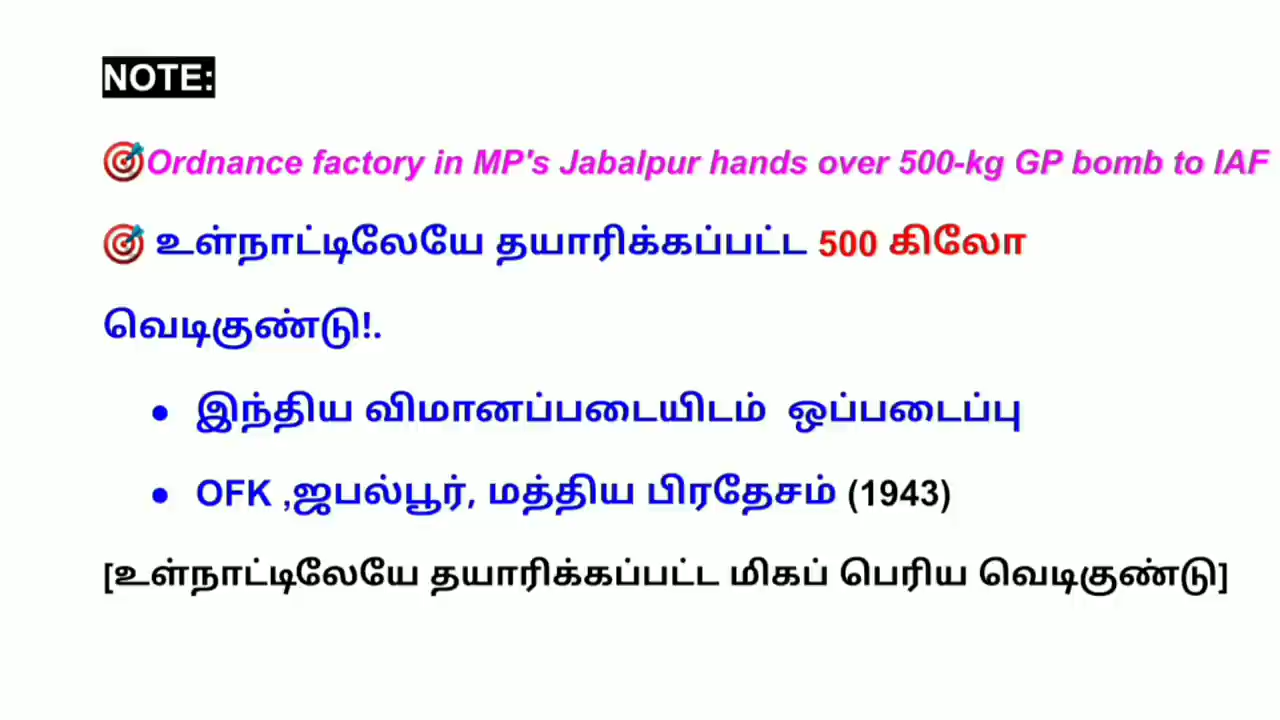 NOTE:
🎯Ordnance factory in MP's Jabalpur hands over 500-kg GP bomb to IAF
🎯 உள்நாட்டிலேயே தயாரிக்கப்பட்ட 500 கிலோ
வெடிகுண்டு!.
● இந்திய விமானப்படையிடம் ஒப்படைப்பு
● OFK ,ஜபல்பூர், மத்திய பிரதேசம் (1943)
[உள்நாட்டிலேயே தயாரிக்கப்பட்ட மிகப் பெரிய வெடிகுண்டு]